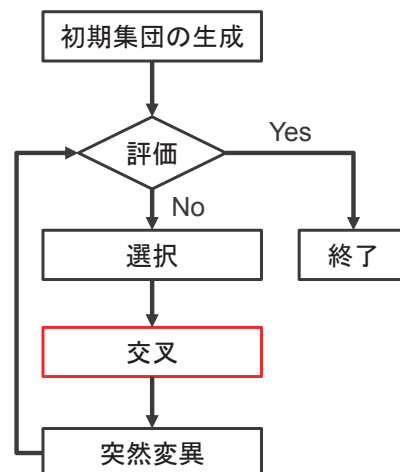 初期集団の生成
評価
Yes
No
選択
終了
交叉
突然変異